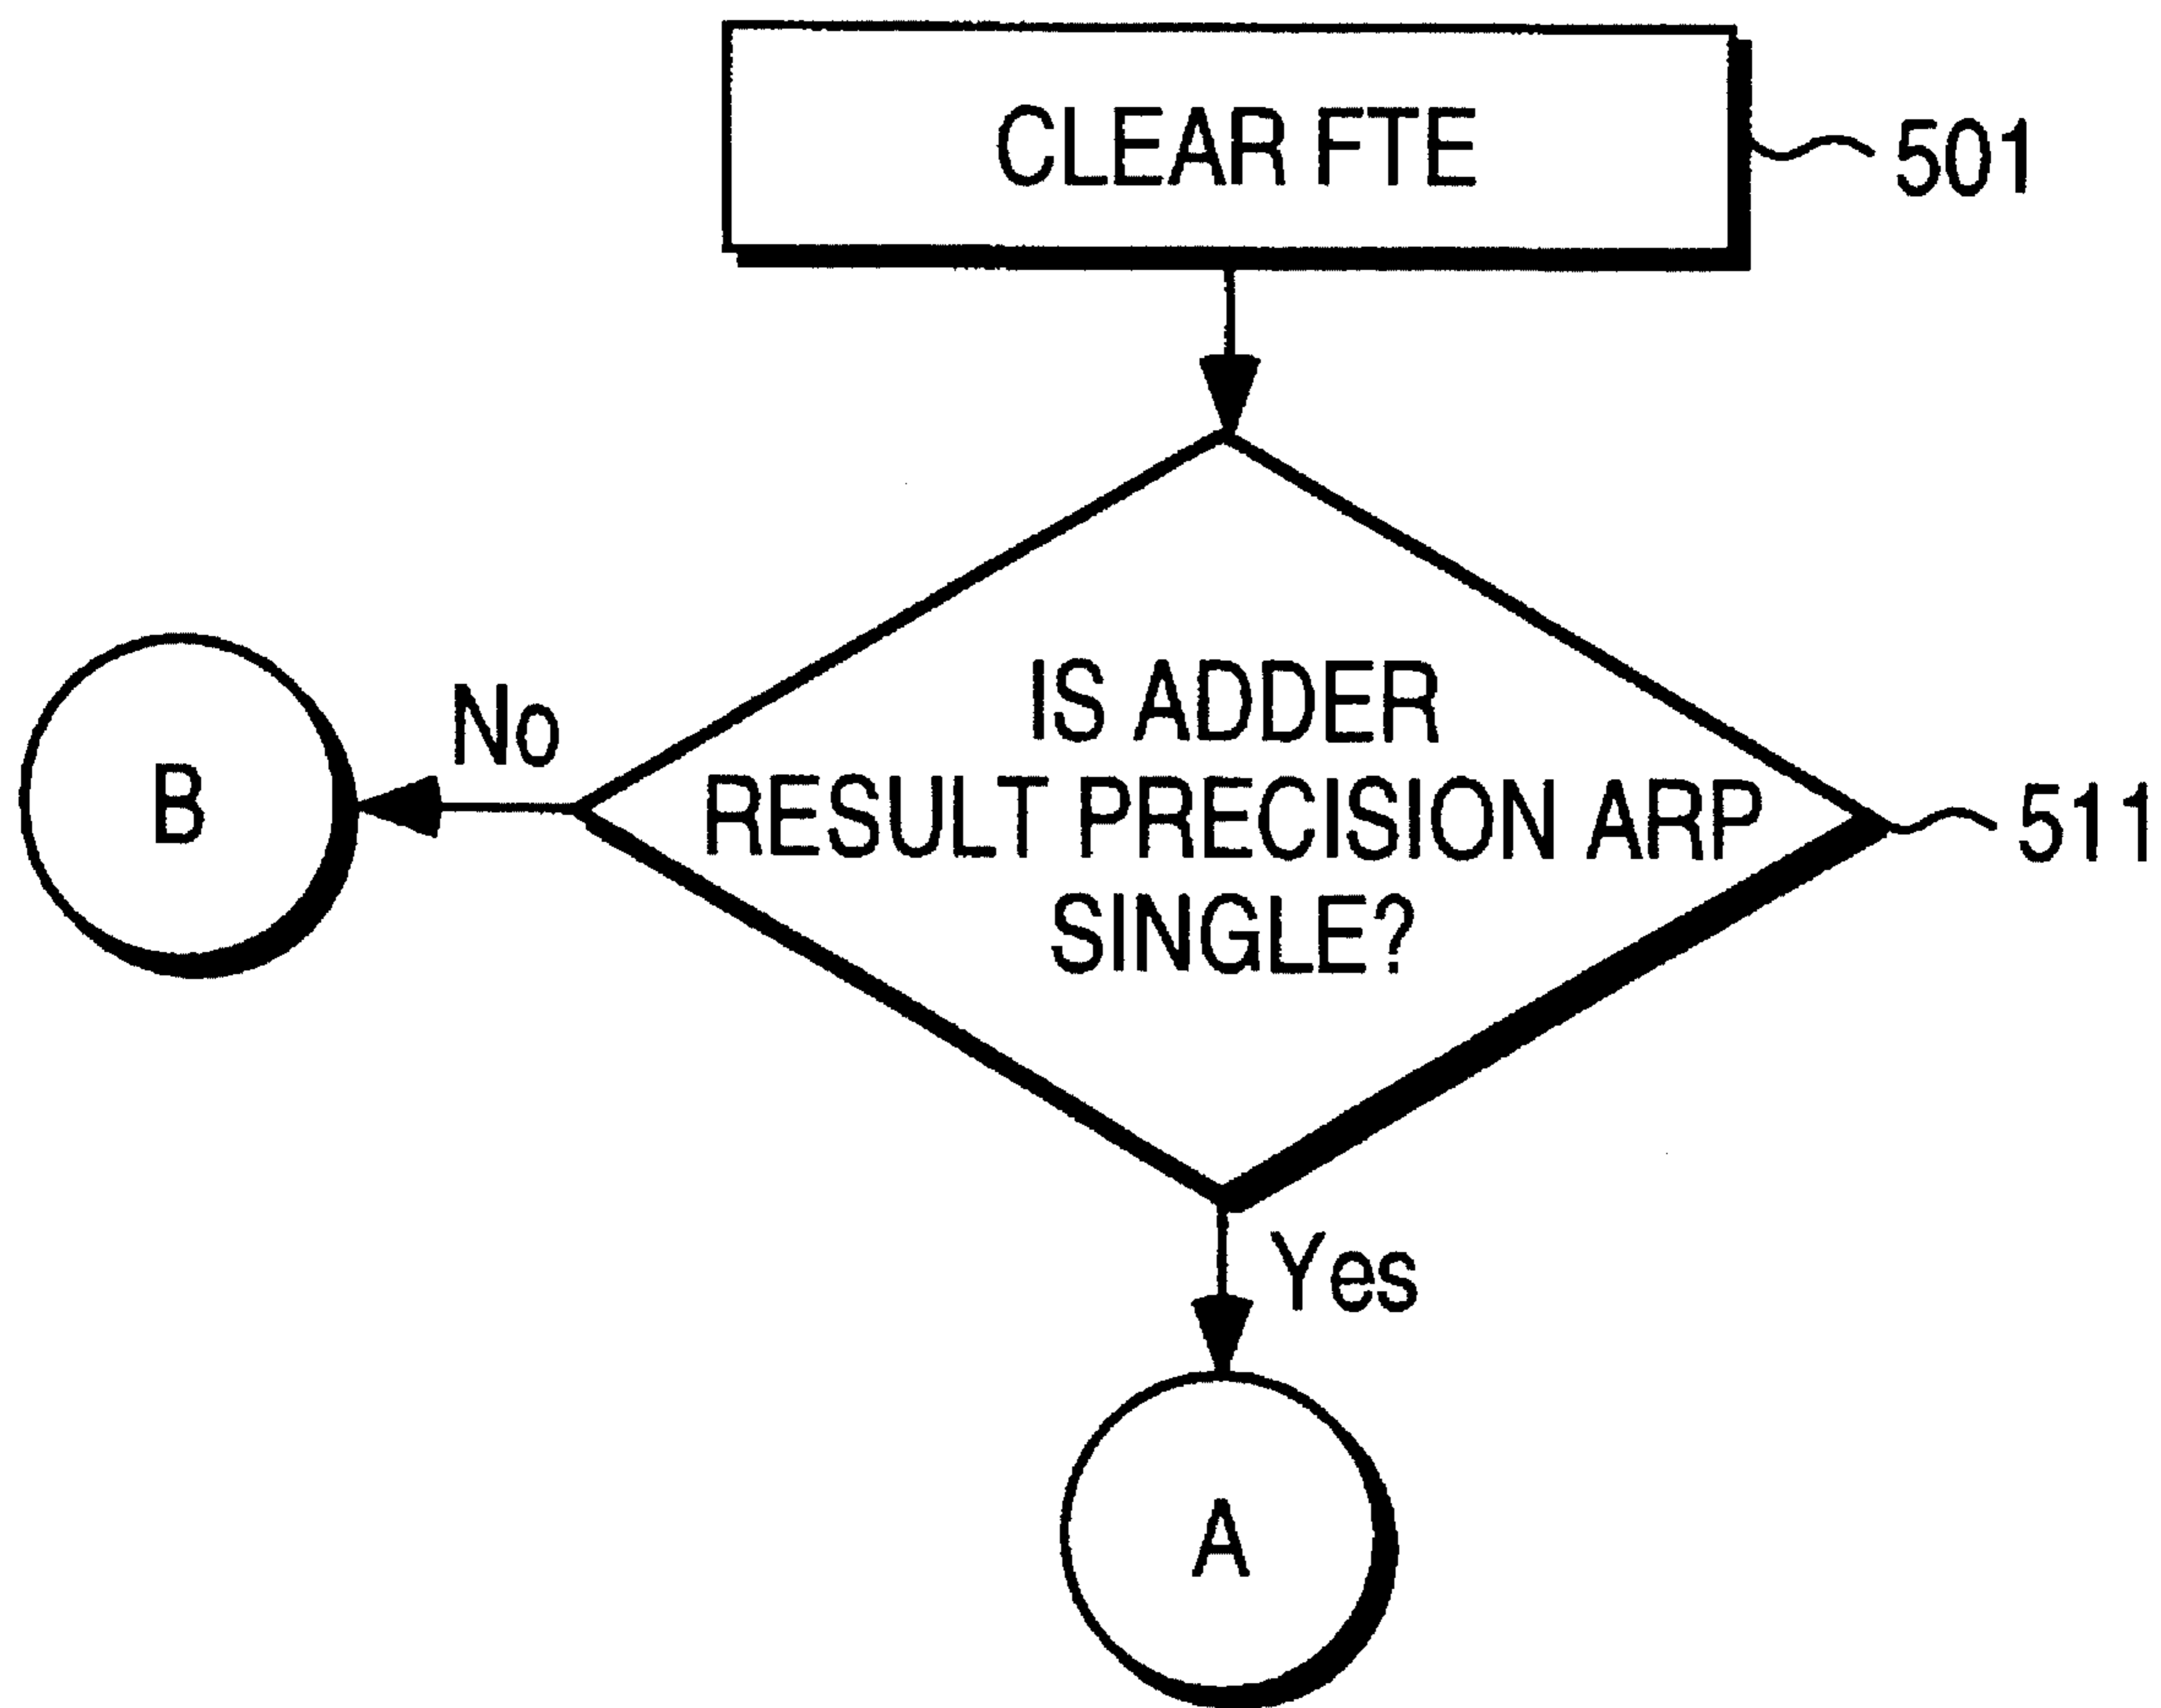 CLEAR FTE
501
No
B
IS ADDER
RESULT PRECISION ARP
SINGLE?
511
Yes
A